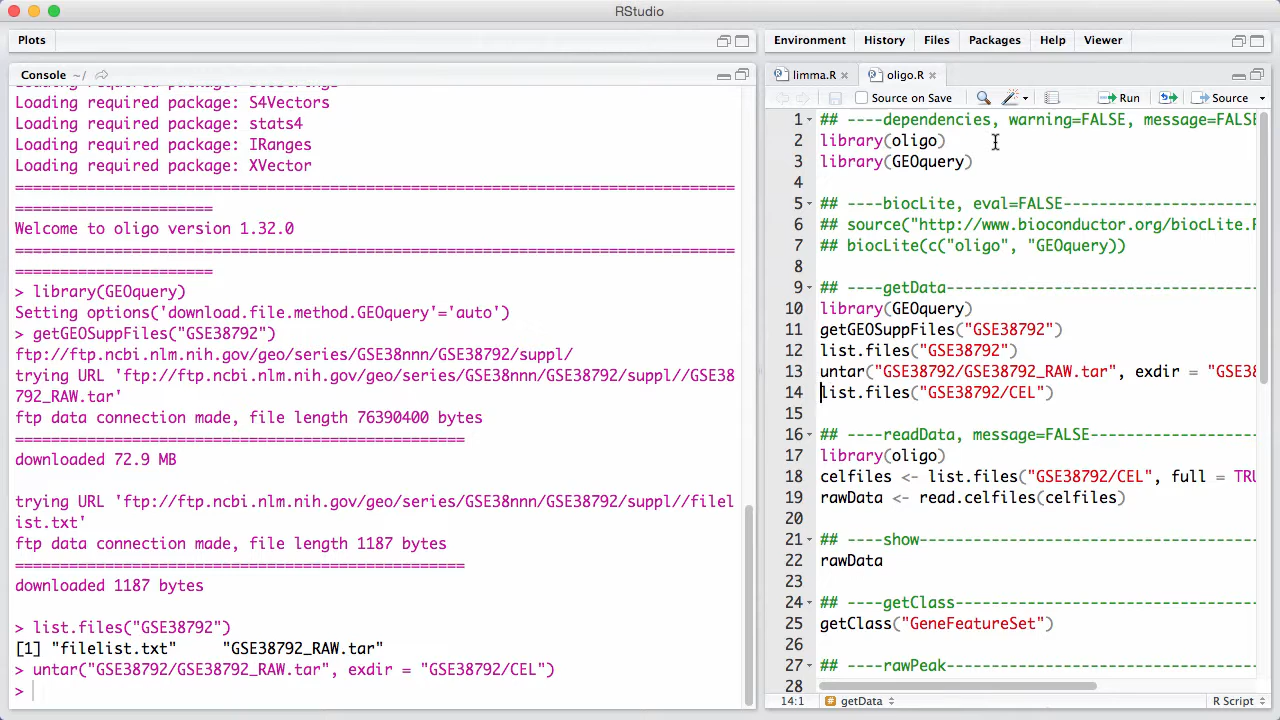 RStudio
Plots
Console ~/
Loading required package: S4Vectors
Loading required package: stats4
Loading required package: IRanges
Loading required package: XVector
================================================================================
======================
Welcome to oligo version 1.32.0
================================================================================
======================
> library(GEOquery)
Setting options('download.file.method.GEOquery'='auto')
> getGEOSuppFiles("GSE38792")
ftp://ftp.ncbi.nlm.nih.gov/geo/series/GSE38nnn/GSE38792/suppl/
trying URL 'ftp://ftp.ncbi.nlm.nih.gov/geo/series/GSE38nnn/GSE38792/suppl//GSE38
792_RAW.tar'
ftp data connection made, file length 76390400 bytes
==================================================
downloaded 72.9 MB
trying URL 'ftp://ftp.ncbi.nlm.nih.gov/geo/series/GSE38nnn/GSE38792/suppl//filel
ist.txt'
ftp data connection made, file length 1187 bytes
==================================================
downloaded 1187 bytes
> list.files("GSE38792")
[1] "filelist.txt"     "GSE38792_RAW.tar"
> untar("GSE38792/GSE38792_RAW.tar", exdir = "GSE38792/CEL")
>
Environment History Files Packages Help Viewer
limma.R oligo.R
Source on Save Run Source
1 ## ----dependencies, warning=FALSE, message=FALSE
2 library(oligo)
3 library(GEOquery)
4
5 ## ----biocLite, eval=FALSE----------------------
6 ## source("http://www.bioconductor.org/biocLite.R
7 ## biocLite(c("oligo", "GEOquery))
8
9 ## ----getData-----------------------------------
10 library(GEOquery)
11 getGEOSuppFiles("GSE38792")
12 list.files("GSE38792")
13 untar("GSE38792/GSE38792_RAW.tar", exdir = "GSE38
14 list.files("GSE38792/CEL")
15
16 ## ----readData, message=FALSE-------------------
17 library(oligo)
18 celfiles <- list.files("GSE38792/CEL", full = TRU
19 rawData <- read.celfiles(celfiles)
20
21 ## ----show--------------------------------------
22 rawData
23
24 ## ----getClass----------------------------------
25 getClass("GeneFeatureSet")
26
27 ## ----rawPeak-----------------------------------
28
14:1 getData R Script